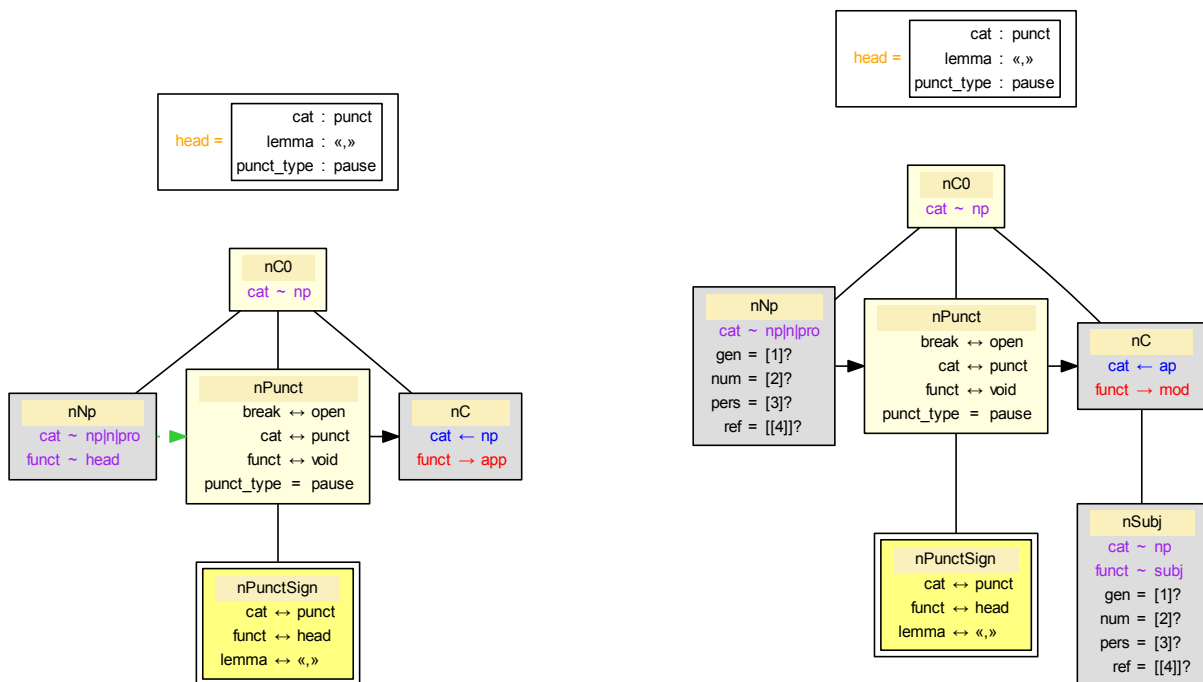 head =
cat : punct
lemma : «,»
punct_type : pause
nC0
cat ~ np
nNp
cat ~ np|n|pro
funct ~ head
nPunct
break ↔ open
cat ↔ punct
funct ↔ void
punct_type = pause
nC
cat ← np
funct → app
nPunctSign
cat ↔ punct
funct ↔ head
lemma ↔ «,»
head =
cat : punct
lemma : «,»
punct_type : pause
nC0
cat ~ np
nNp
cat ~ np|n|pro
gen = [1]?
num = [2]?
pers = [3]?
ref = [[4]]?
nPunct
break ↔ open
cat ↔ punct
funct ↔ void
punct_type = pause
nC
cat ← ap
funct → mod
nPunctSign
cat ↔ punct
funct ↔ head
lemma ↔ «,»
nSubj
cat ~ np
funct ~ subj
gen = [1]?
num = [2]?
pers = [3]?
ref = [[4]]?